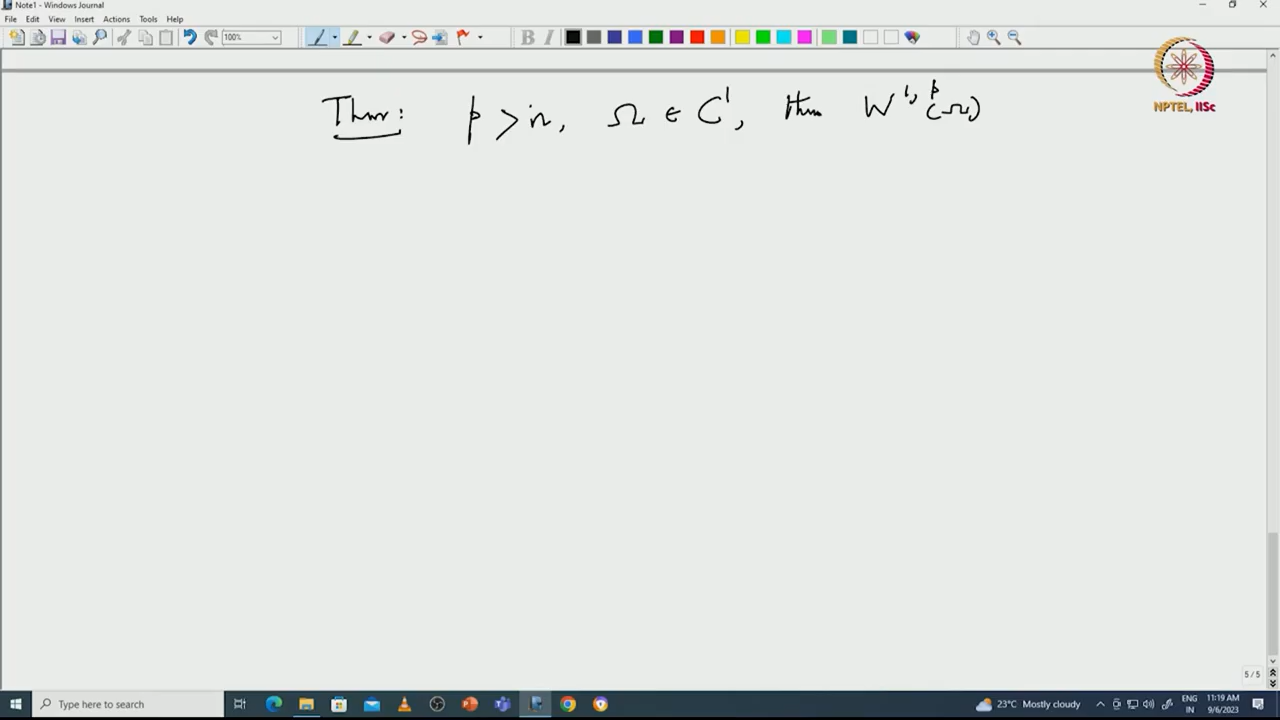 Note1 - Windows Journal
File Edit View Insert Actions Tools Help
100%
B I
NPTEL, IISc
Thm: p > n, Ω ∈ C¹, then W¹,ᵖ(Ω)
5 / 5
Type here to search
23°C Mostly cloudy
ENG
IN
11:19 AM
9/6/2023